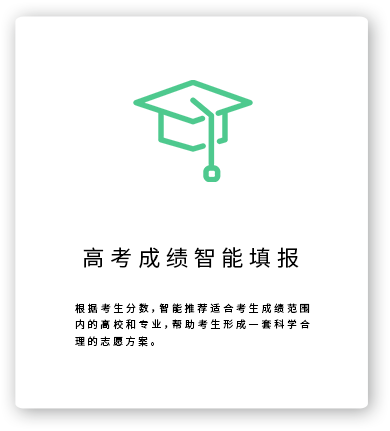 高考成绩智能填报
根据考生分数，智能推荐适合考生成绩范围
内的高校和专业，帮助考生形成一套科学合
理的志愿方案。